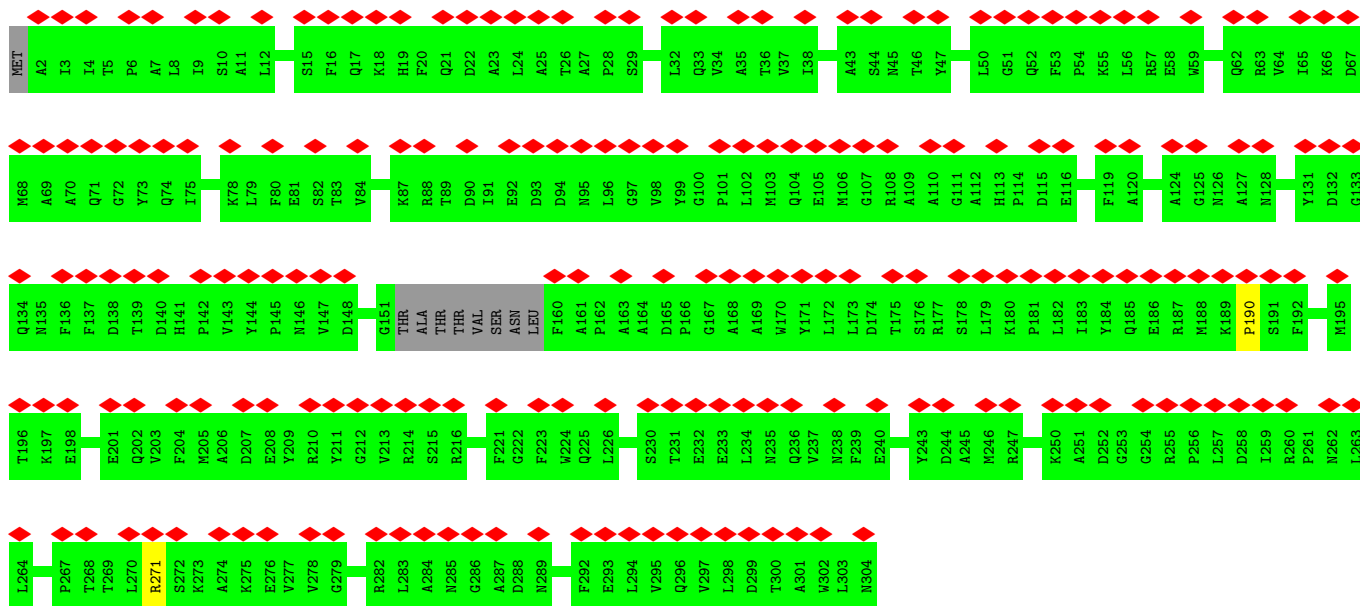 MET A2 I3 I4 T5 P6 A7 L8 I9 S10 A11 L12 S15 F16 Q17 K18 H19 F20 Q21 D22 A23 L24 A25 T26 A27 P28 S29 L32 Q33 V34 A35 T36 V37 I38 A43 S44 N45 T46 Y47 L50 G51 Q52 F53 P54 K55 L56 R57 E58 W59 Q62 R63 V64 I65 K66 D67
M68 A69 A70 Q71 G72 Y73 Q74 I75 K78 L79 F80 E81 S82 T83 V84 K87 R88 T89 D90 I91 E92 D93 D94 N95 L96 G97 V98 Y99 G100 P101 L102 M103 Q104 E105 M106 G107 R108 A109 A110 G111 A112 H113 P114 D115 E116 F119 A120 A124 G125 N126 A127 N128 Y131 D132 G133
Q134 N135 F136 F137 D138 T139 D140 H141 P142 V143 Y144 P145 N146 V147 D148 G151 THR ALA THR THR VAL SER ASN LEU F160 A161 P162 A163 A164 D165 P166 G167 A168 A169 W170 Y171 L172 L173 D174 T175 S176 R177 S178 L179 K180 P181 L182 I183 Y184 Q185 E186 R187 M188 K189 P190 S191 F192 M195
T196 K197 E198 E201 Q202 V203 F204 M205 A206 D207 E208 Y209 R210 Y211 G212 V213 R214 S215 R216 F221 G222 F223 W224 Q225 L226 S230 T231 E232 E233 L234 N235 Q236 V237 N238 F239 E240 Y243 D244 A245 M246 R247 K250 A251 D252 G253 G254 R255 P256 L257 D258 I259 R260 P261 N262 L263
L264 P267 T268 T269 L270 R271 S272 K273 A274 K275 E276 V277 V278 G279 R282 L283 A284 N285 G286 A287 D288 N289 F292 E293 L294 V295 Q296 V297 L298 D299 T300 A301 W302 L303 N304